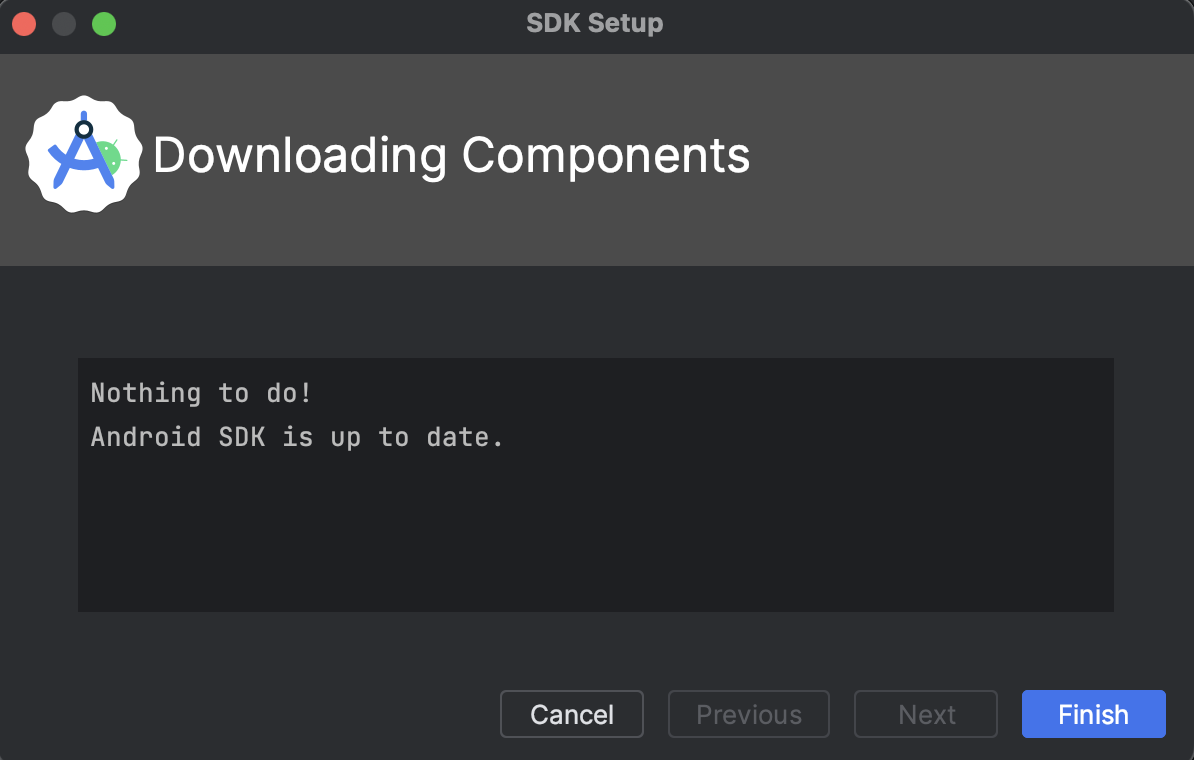 SDK Setup
Downloading Components
Nothing to do!
Android SDK is up to date.
Cancel
Previous
Next
Finish